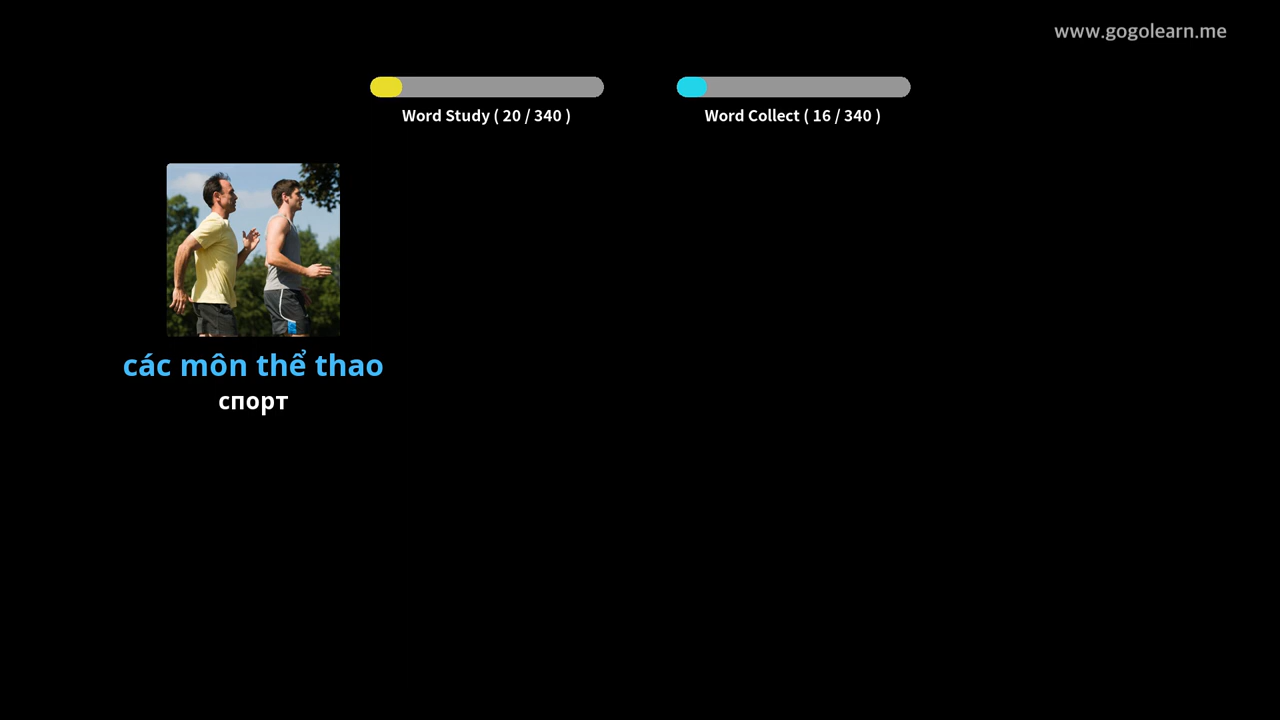 www.gogolearn.me
Word Study ( 20 / 340 )
Word Collect ( 16 / 340 )
các môn thể thao
спорт